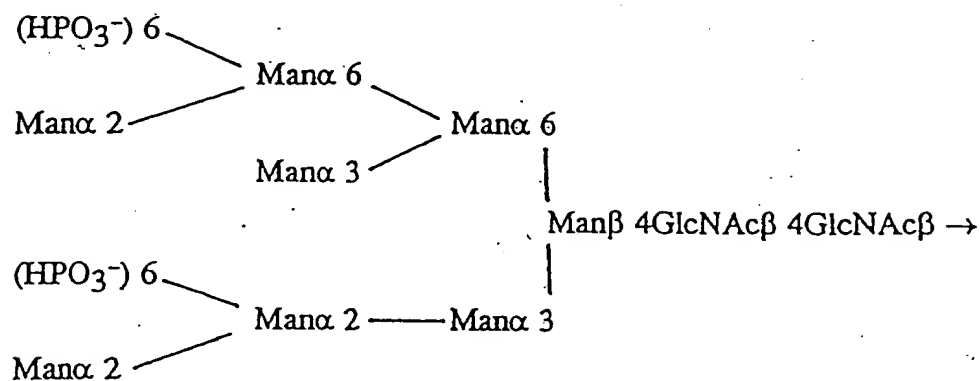 (HPO₃⁻) 6
Manα 6
Manα 2
Manα 6
Manα 3
Manβ 4GlcNAcβ 4GlcNAcβ →
(HPO₃⁻) 6
Manα 2 Manα 3
Manα 2